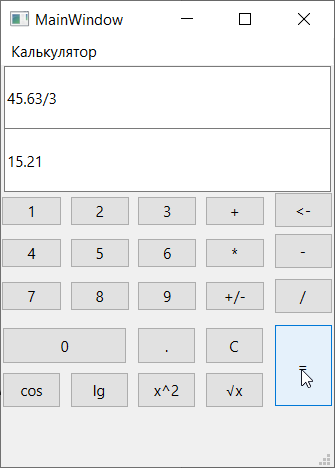 MainWindow
Калькулятор
45.63/3
15.21
1 2 3 + <-
4 5 6 * -
7 8 9 +/- /
0 . C =
cos lg x^2 √x